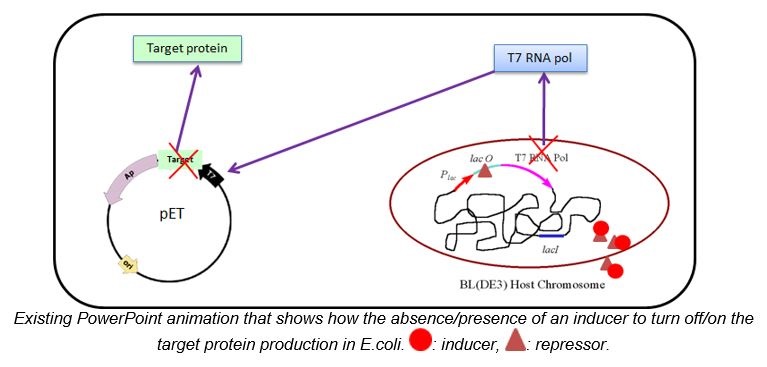 Target protein
T7 RNA pol
Target
T7
Ap
pET
ori
lac O
T7 RNA Pol
Plac
lacI
BL(DE3) Host Chromosome
Existing PowerPoint animation that shows how the absence/presence of an inducer to turn off/on the
target protein production in E.coli. : inducer, : repressor.